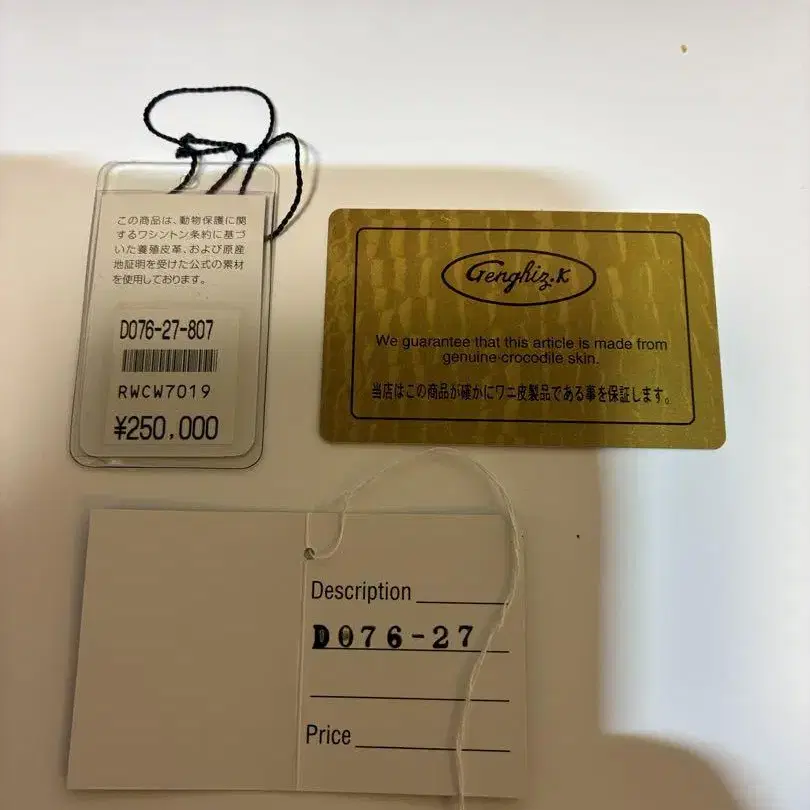 この商品は、動物保護に関
するワシントン条約に基づ
いた養殖皮革、および原産
地証明を受けた公式の素材
を使用しております。
D076-27-807
RWCW7019
¥250,000
Genghiz.K
We guarantee that this article is made from
genuine-crocodile skin.
当店はこの商品が確かにワニ皮製品である事を保証します。
Description
D076-27
Price